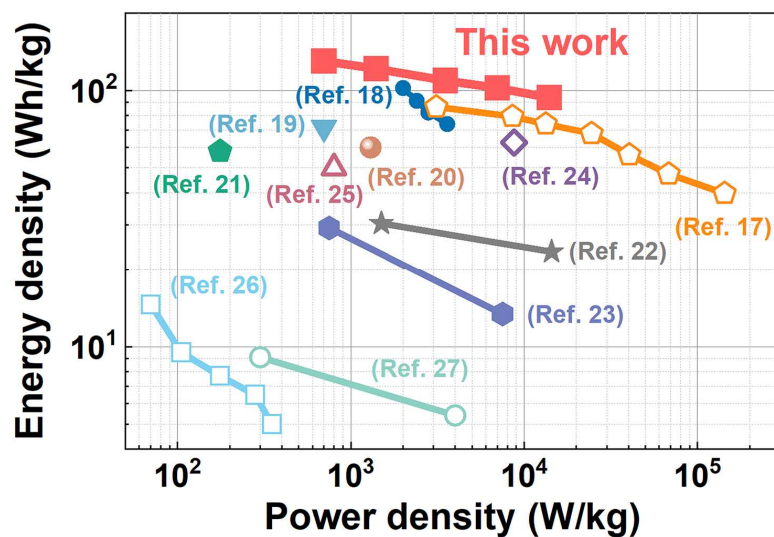 This work
10²
(Ref. 18)
(Ref. 19)
(Ref. 21)
(Ref. 20)
(Ref. 25)
(Ref. 24)
(Ref. 17)
(Ref. 22)
(Ref. 26)
(Ref. 23)
10¹
(Ref. 27)
Energy density (Wh/kg)
10² 10³ 10⁴ 10⁵
Power density (W/kg)